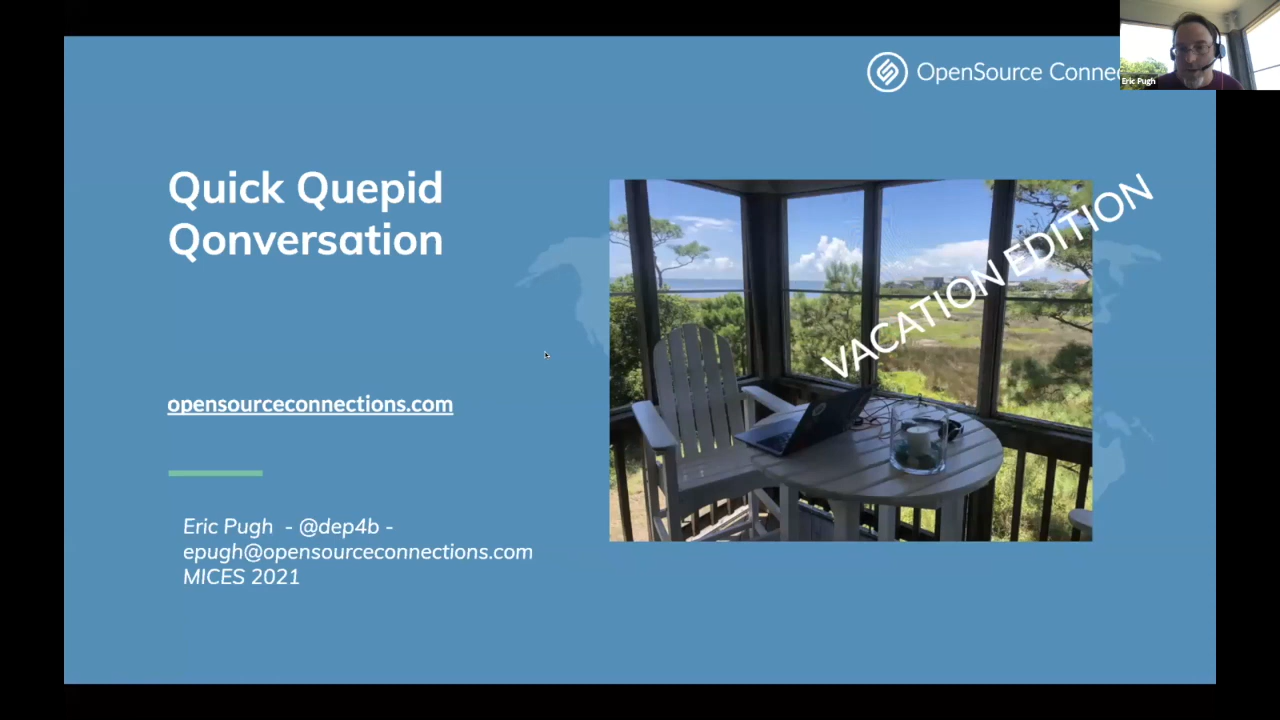 OpenSource Connec
Eric Pugh
Quick Quepid
Qonversation
VACATION EDITION
opensourceconnections.com
Eric Pugh - @dep4b -
epugh@opensourceconnections.com
MICES 2021